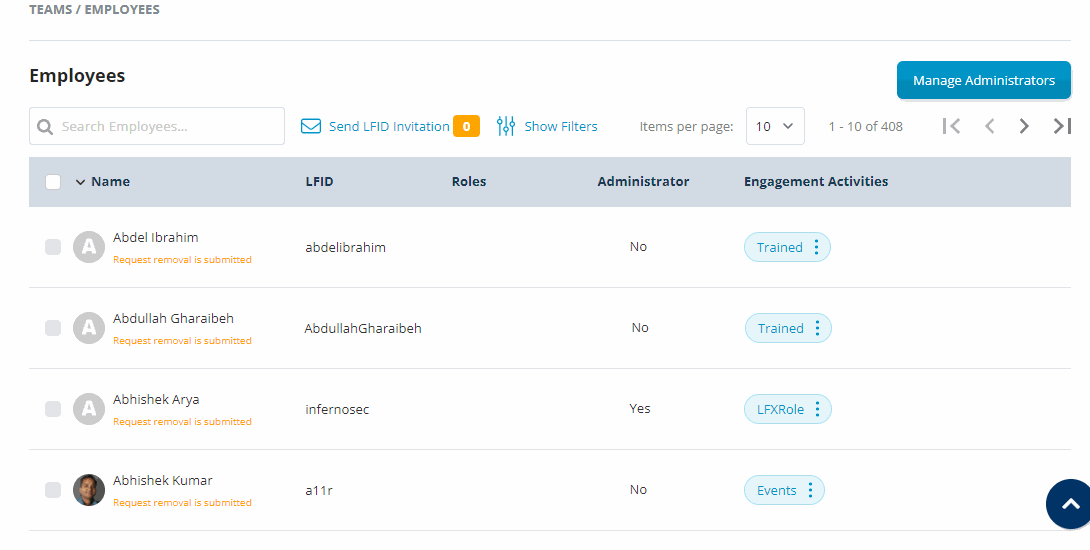 TEAMS / EMPLOYEES
Employees
Manage Administrators
Search Employees...
Send LFID Invitation 0
Show Filters
Items per page: 10
1 - 10 of 408
Name LFID Roles Administrator Engagement Activities
A Abdel Ibrahim abdelibrahim No Trained
Request removal is submitted
A Abdullah Gharaibeh AbdullahGharaibeh No Trained
Request removal is submitted
A Abhishek Arya infernosec Yes LFXRole
Request removal is submitted
Abhishek Kumar a11r No Events
Request removal is submitted